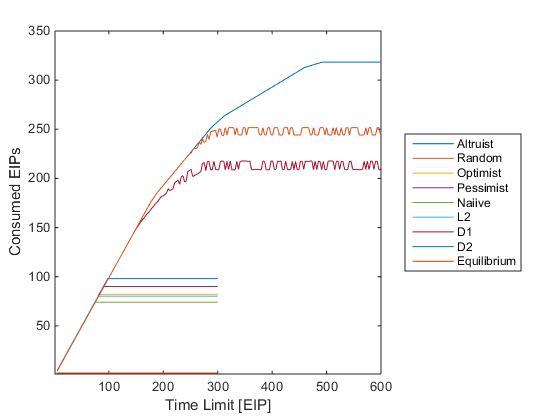 350
300
250
200
150
100
50
Consumed EIPs
100 200 300 400 500 600
Time Limit [EIP]
Altruist
Random
Optimist
Pessimist
Naiive
L2
D1
D2
Equilibrium